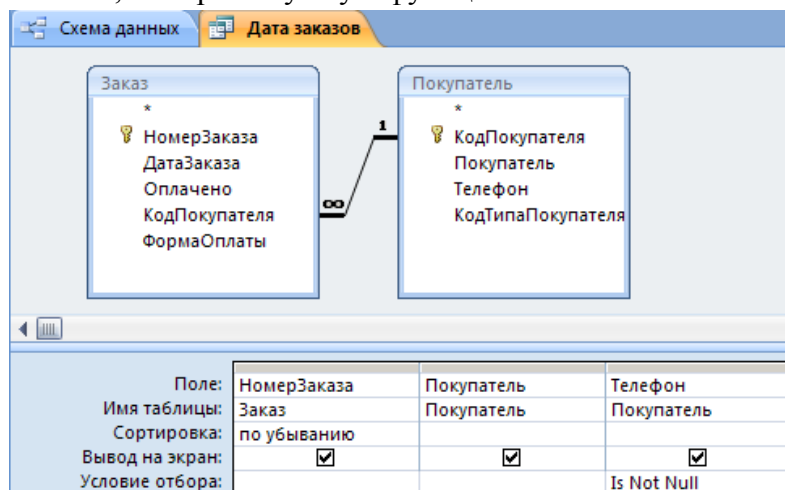 Схема данных Дата заказов
Заказ
*
НомерЗаказа
ДатаЗаказа
Оплачено
КодПокупателя
ФормаОплаты
∞
1
Покупатель
*
КодПокупателя
Покупатель
Телефон
КодТипаПокупателя
Поле: НомерЗаказа Покупатель Телефон
Имя таблицы: Заказ Покупатель Покупатель
Сортировка: по убыванию
Вывод на экран:
Условие отбора: Is Not Null